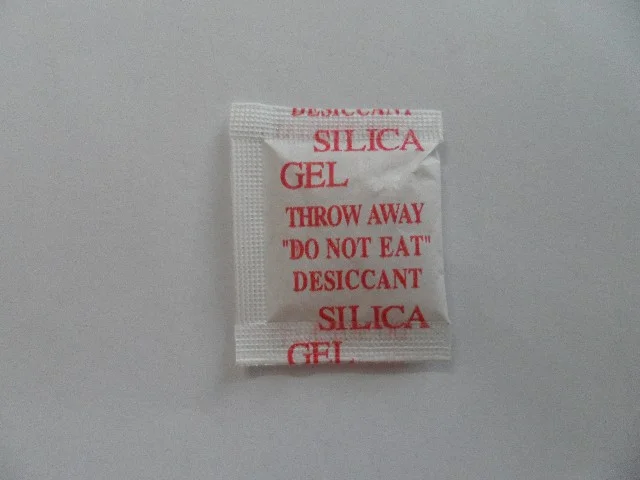 DESICCANT
SILICA
GEL
THROW AWAY
"DO NOT EAT"
DESICCANT
SILICA
GEL